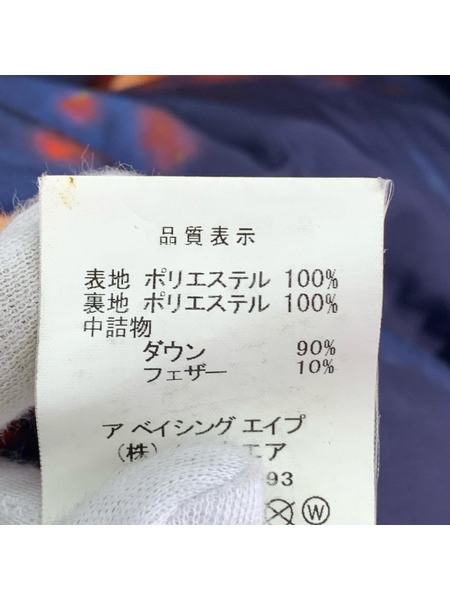 品質表示
表地 ポリエステル 100%
裏地 ポリエステル 100%
中詰物
ダウン 90%
フェザー 10%
ア ベイシング エイプ
(株) エア
93
W